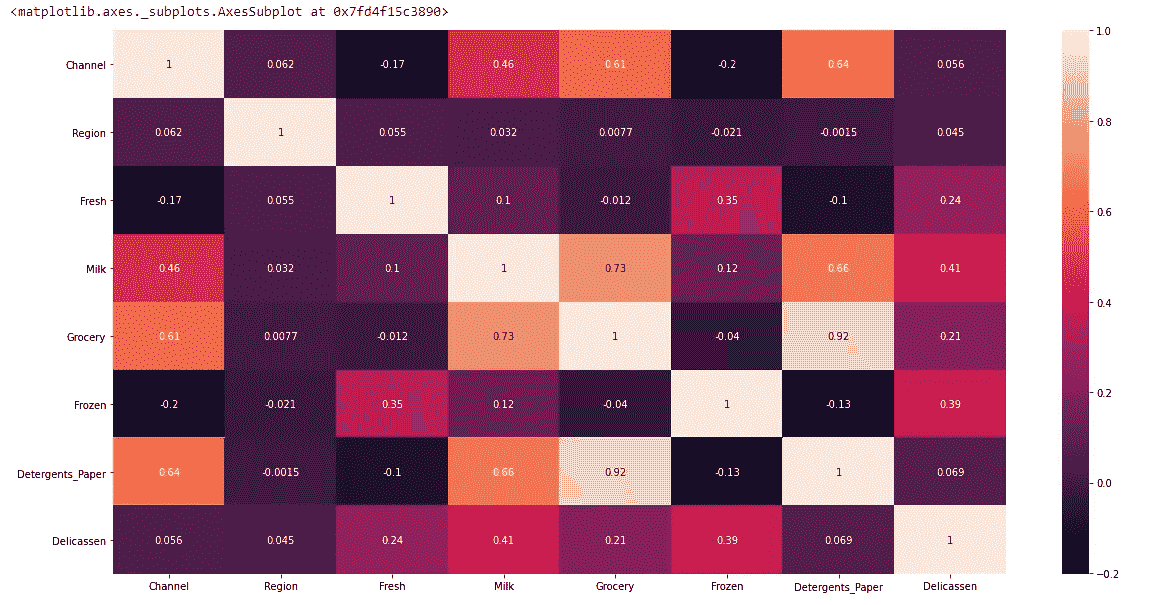 <matplotlib.axes._subplots.AxesSubplot at 0x7fd4f15c3890>
Channel 1 0.062 -0.17 0.46 0.61 -0.2 0.64 0.056
Region 0.062 1 0.055 0.032 0.0077 -0.021 -0.0015 0.045
Fresh -0.17 0.055 1 0.1 -0.012 0.35 -0.1 0.24
Milk 0.46 0.032 0.1 1 0.73 0.12 0.66 0.41
Grocery 0.61 0.0077 -0.012 0.73 1 -0.04 0.92 0.21
Frozen -0.2 -0.021 0.35 0.12 -0.04 1 -0.13 0.39
Detergents_Paper 0.64 -0.0015 -0.1 0.66 0.92 -0.13 1 0.069
Delicassen 0.056 0.045 0.24 0.41 0.21 0.39 0.069 1
Channel Region Fresh Milk Grocery Frozen Detergents_Paper Delicassen
1.0
0.8
0.6
0.4
0.2
0.0
−0.2